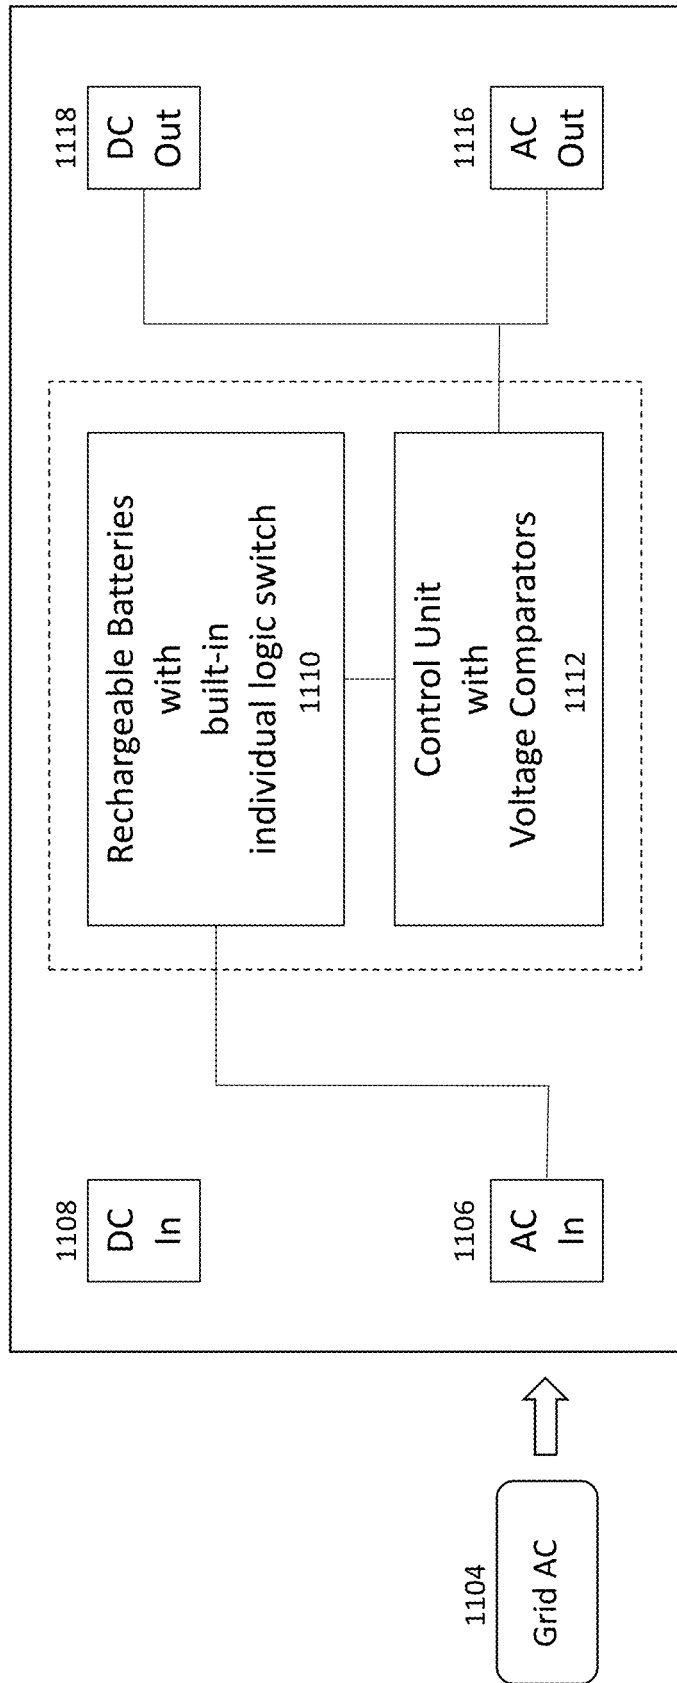 1104
Grid AC
1108
DC
In
1106
AC
In
Rechargeable Batteries
with
built-in
individual logic switch
1110
Control Unit
with
Voltage Comparators
1112
1118
DC
Out
1116
AC
Out